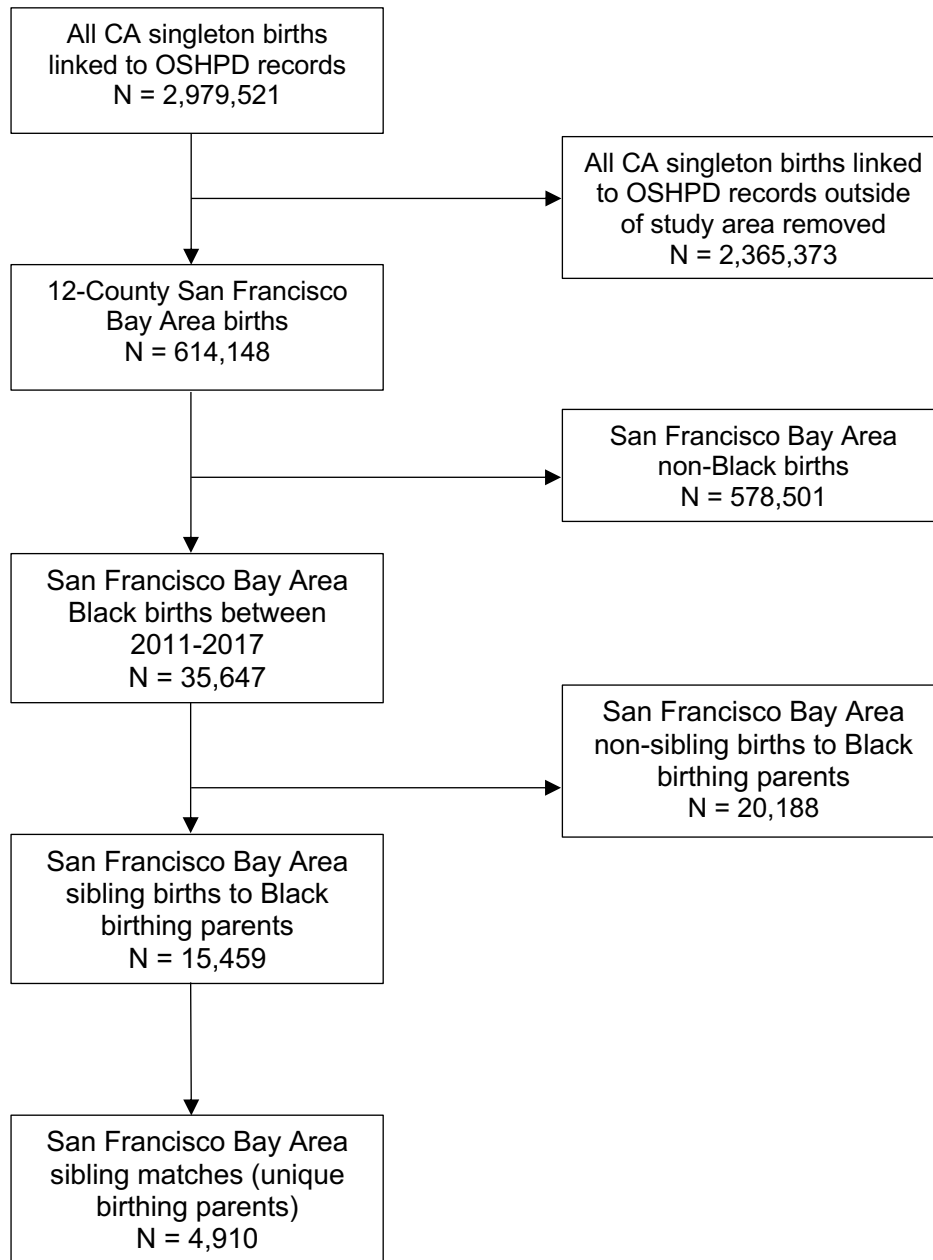 All CA singleton births
linked to OSHPD records
N = 2,979,521
All CA singleton births linked
to OSHPD records outside
of study area removed
N = 2,365,373
12-County San Francisco
Bay Area births
N = 614,148
San Francisco Bay Area
non-Black births
N = 578,501
San Francisco Bay Area
Black births between
2011-2017
N = 35,647
San Francisco Bay Area
non-sibling births to Black
birthing parents
N = 20,188
San Francisco Bay Area
sibling births to Black
birthing parents
N = 15,459
San Francisco Bay Area
sibling matches (unique
birthing parents)
N = 4,910